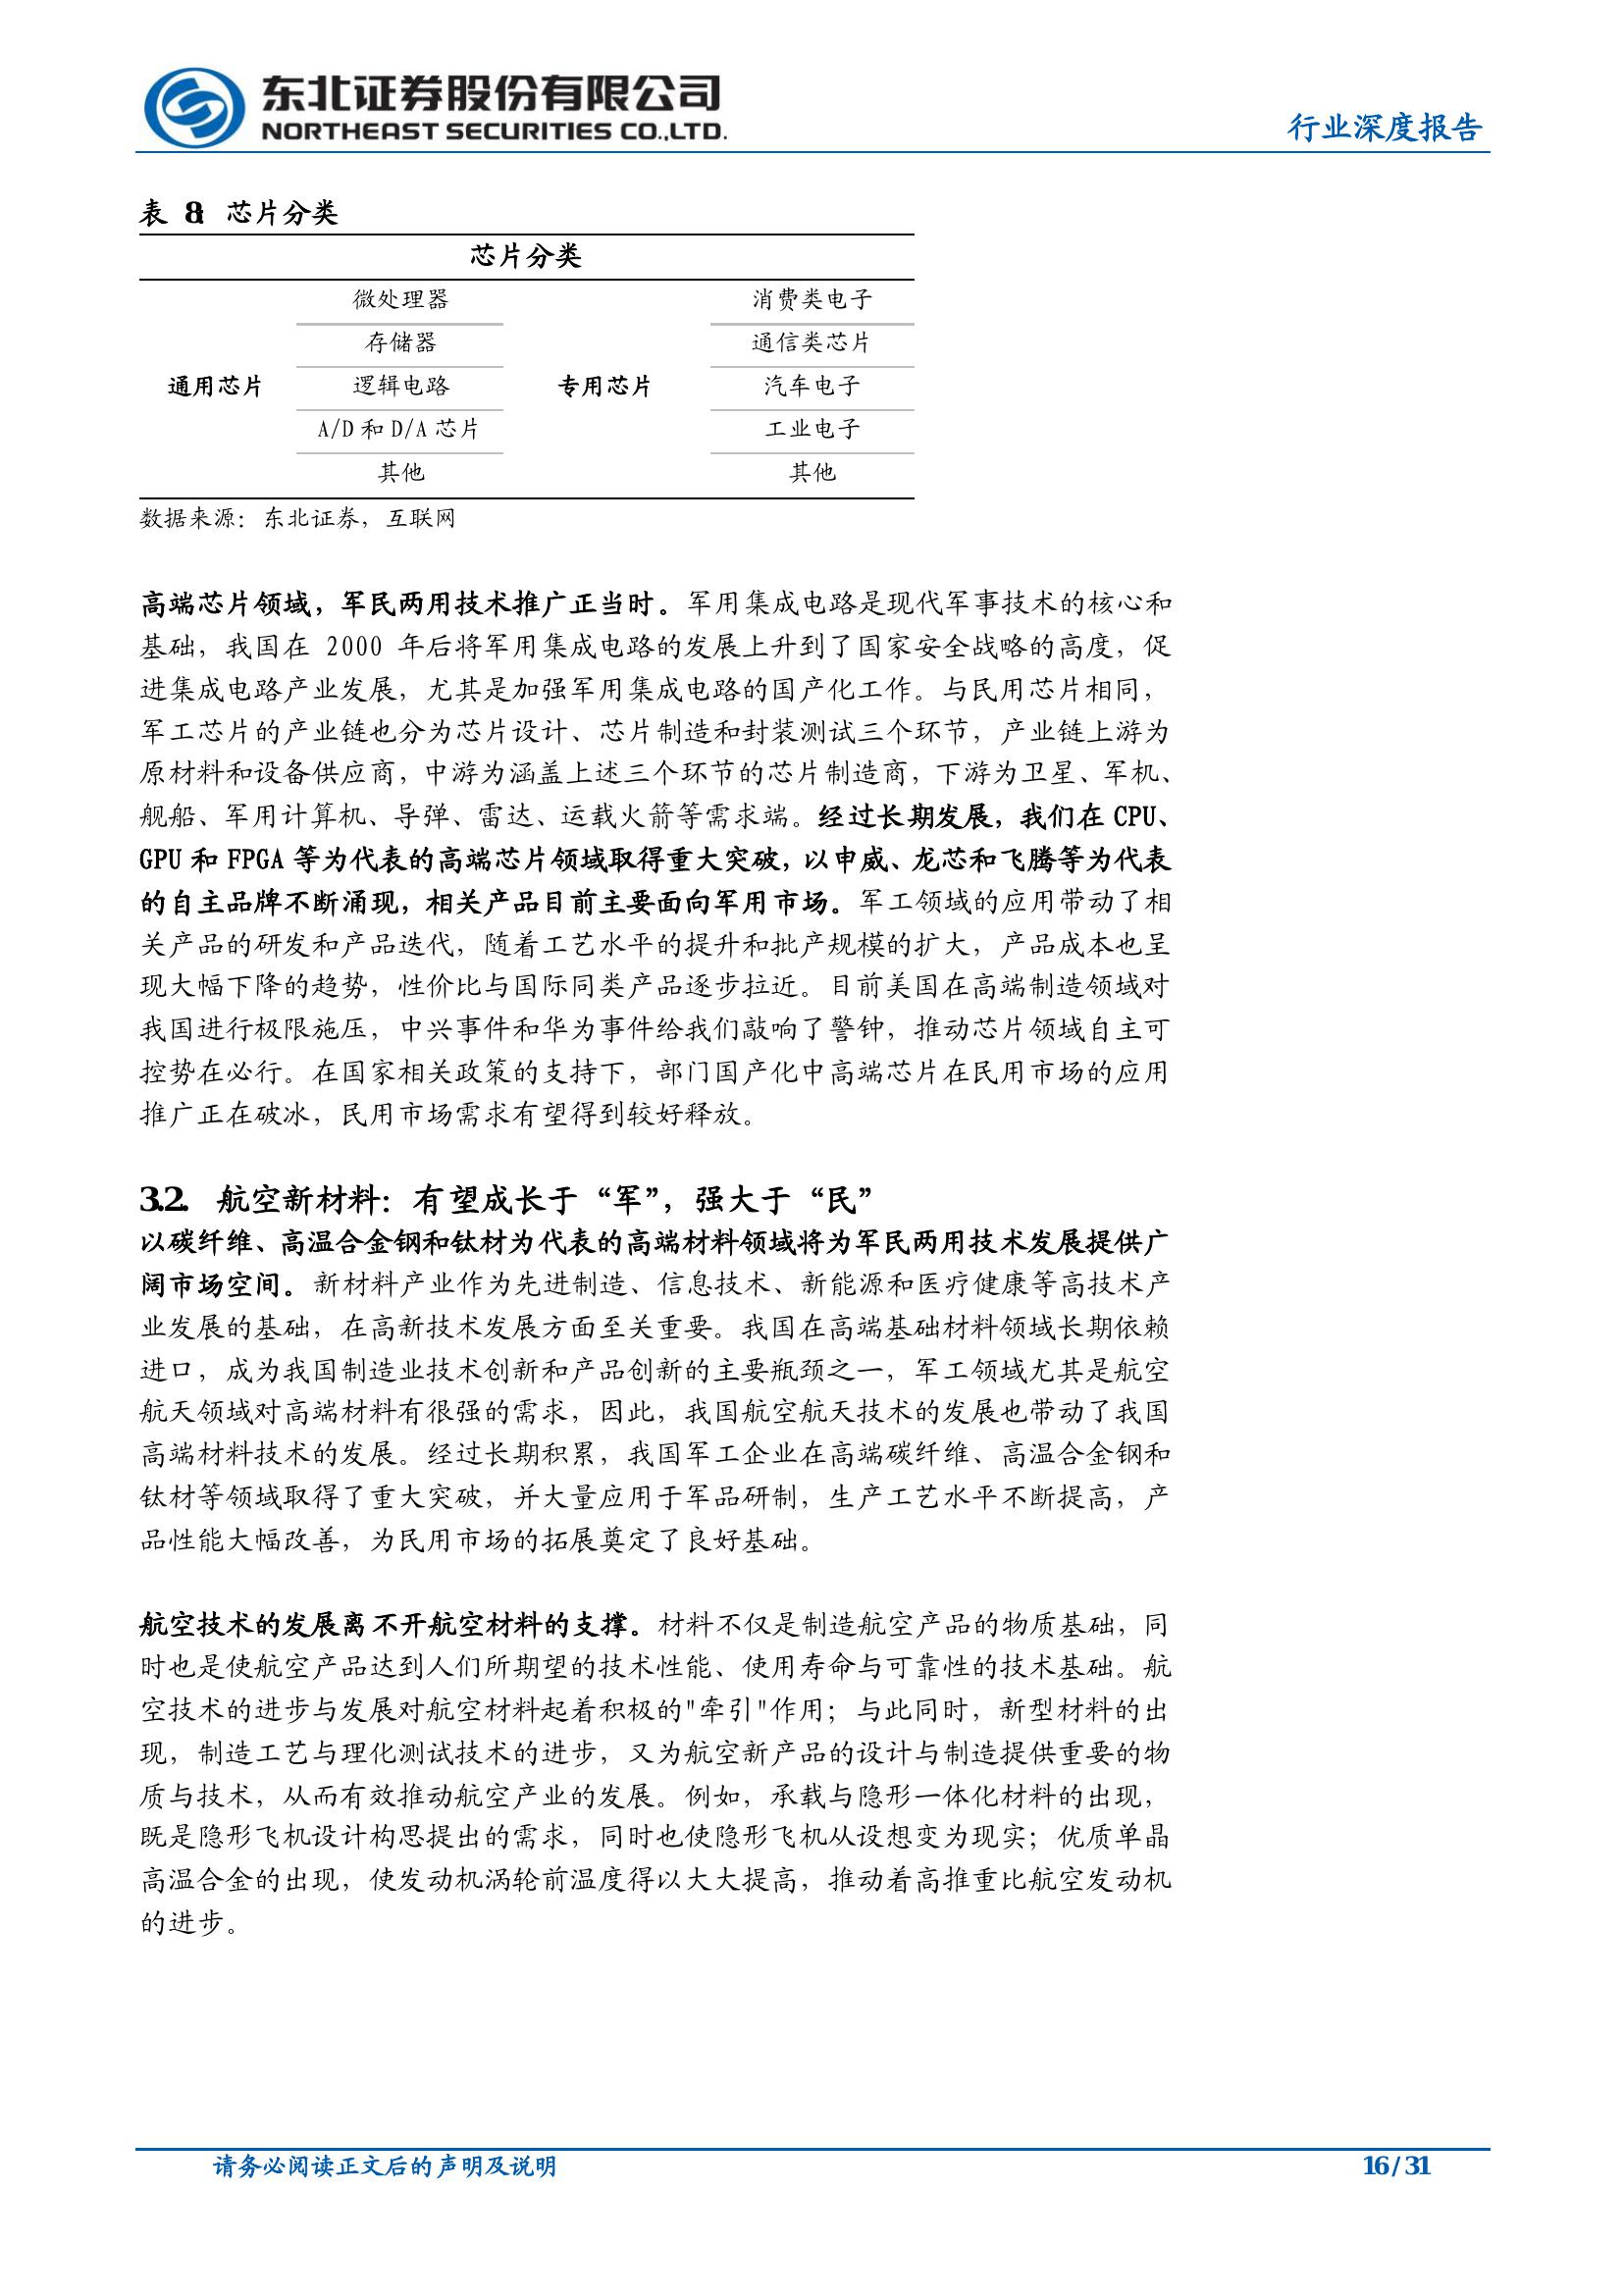 东北证券股份有限公司
NORTHEAST SECURITIES CO.,LTD.
行业深度报告
表 8: 芯片分类
芯片分类
微处理器 消费类电子
存储器 通信类芯片
通用芯片 逻辑电路 专用芯片 汽车电子
A/D 和 D/A 芯片 工业电子
其他 其他
数据来源：东北证券，互联网
高端芯片领域，军民两用技术推广正当时。军用集成电路是现代军事技术的核心和
基础，我国在 2000 年后将军用集成电路的发展上升到了国家安全战略的高度，促
进集成电路产业发展，尤其是加强军用集成电路的国产化工作。与民用芯片相同，
军工芯片的产业链也分为芯片设计、芯片制造和封装测试三个环节，产业链上游为
原材料和设备供应商，中游为涵盖上述三个环节的芯片制造商，下游为卫星、军机、
舰船、军用计算机、导弹、雷达、运载火箭等需求端。经过长期发展，我们在 CPU、
GPU 和 FPGA 等为代表的高端芯片领域取得重大突破，以申威、龙芯和飞腾等为代表
的自主品牌不断涌现，相关产品目前主要面向军用市场。军工领域的应用带动了相
关产品的研发和产品迭代，随着工艺水平的提升和批产规模的扩大，产品成本也呈
现大幅下降的趋势，性价比与国际同类产品逐步拉近。目前美国在高端制造领域对
我国进行极限施压，中兴事件和华为事件给我们敲响了警钟，推动芯片领域自主可
控势在必行。在国家相关政策的支持下，部门国产化中高端芯片在民用市场的应用
推广正在破冰，民用市场需求有望得到较好释放。
3.2. 航空新材料：有望成长于“军”，强大于“民”
以碳纤维、高温合金钢和钛材为代表的高端材料领域将为军民两用技术发展提供广
阔市场空间。新材料产业作为先进制造、信息技术、新能源和医疗健康等高技术产
业发展的基础，在高新技术发展方面至关重要。我国在高端基础材料领域长期依赖
进口，成为我国制造业技术创新和产品创新的主要瓶颈之一，军工领域尤其是航空
航天领域对高端材料有很强的需求，因此，我国航空航天技术的发展也带动了我国
高端材料技术的发展。经过长期积累，我国军工企业在高端碳纤维、高温合金钢和
钛材等领域取得了重大突破，并大量应用于军品研制，生产工艺水平不断提高，产
品性能大幅改善，为民用市场的拓展奠定了良好基础。
航空技术的发展离不开航空材料的支撑。材料不仅是制造航空产品的物质基础，同
时也是使航空产品达到人们所期望的技术性能、使用寿命与可靠性的技术基础。航
空技术的进步与发展对航空材料起着积极的"牵引"作用；与此同时，新型材料的出
现，制造工艺与理化测试技术的进步，又为航空新产品的设计与制造提供重要的物
质与技术，从而有效推动航空产业的发展。例如，承载与隐形一体化材料的出现，
既是隐形飞机设计构思提出的需求，同时也使隐形飞机从设想变为现实；优质单晶
高温合金的出现，使发动机涡轮前温度得以大大提高，推动着高推重比航空发动机
的进步。
请务必阅读正文后的声明及说明 16 / 31